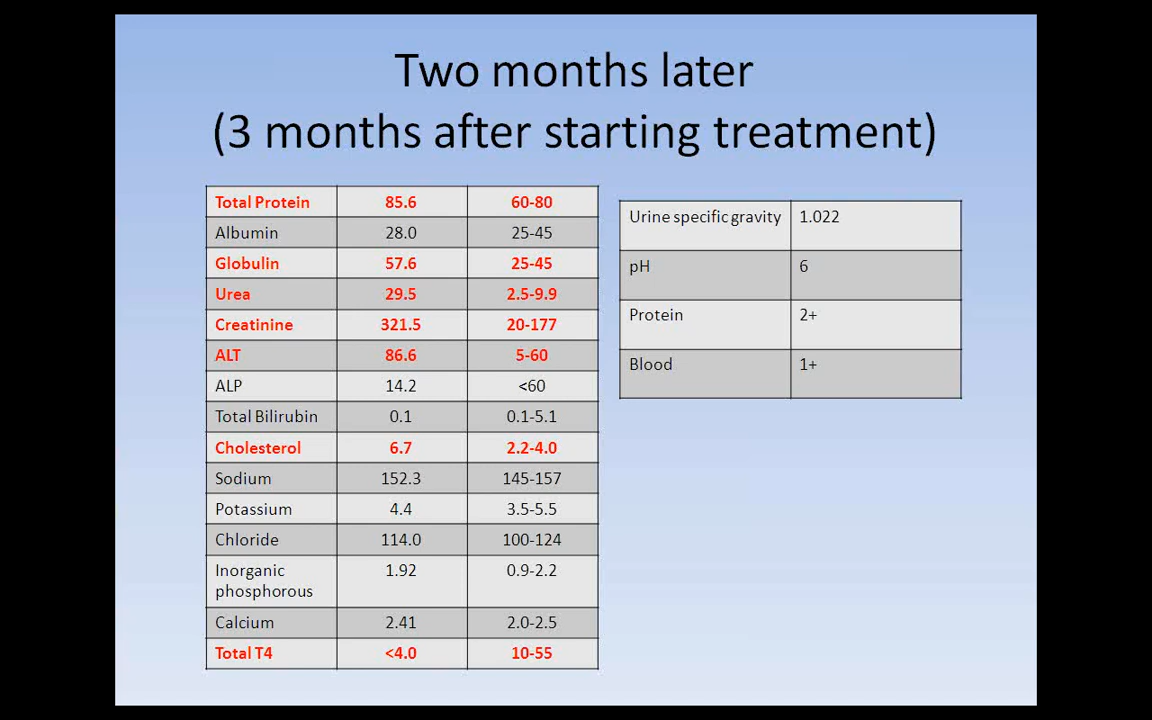 Two months later
(3 months after starting treatment)
Total Protein 85.6 60-80
Albumin 28.0 25-45
Globulin 57.6 25-45
Urea 29.5 2.5-9.9
Creatinine 321.5 20-177
ALT 86.6 5-60
ALP 14.2 <60
Total Bilirubin 0.1 0.1-5.1
Cholesterol 6.7 2.2-4.0
Sodium 152.3 145-157
Potassium 4.4 3.5-5.5
Chloride 114.0 100-124
Inorganic 1.92 0.9-2.2
phosphorous
Calcium 2.41 2.0-2.5
Total T4 <4.0 10-55
Urine specific gravity 1.022
pH 6
Protein 2+
Blood 1+